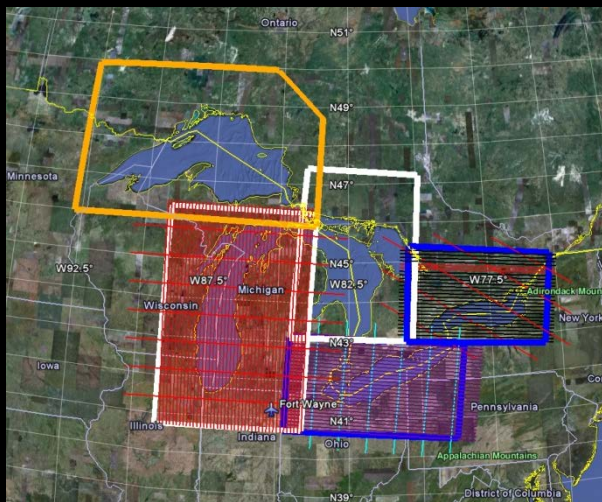 Ontario
N51°
N49°
Minnesota
N47°
N45°
W92.5°
W87.5°
W82.5°
W77.5°
Michigan
Adirondack Moun
Wisconsin
New York
N43°
Iowa
Fort Wayne
Pennsylvania
Illinois
N41°
Indiana
Ohio
Appalachian Mountains
N39°
District of Columbia